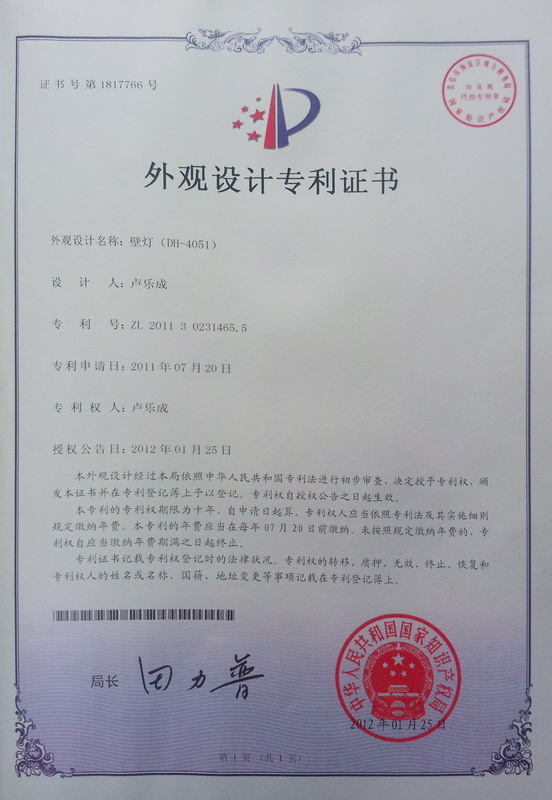 证书号第1817766号
外观设计专利证书
外观设计名称：壁灯（DH-4051）
设计人：卢乐成
专利号：ZL 2011 3 0231465.5
专利申请日：2011年07月20日
专利权人：卢乐成
授权公告日：2012年01月25日
本外观设计经过本局依照中华人民共和国专利法进行初步审查，决定授予专利权，颁
发本证书并在专利登记簿上予以登记。专利权自授权公告之日起生效。
本专利的专利权期限为十年，自申请日起算。专利权人应当依照专利法及其实施细则
规定缴纳年费。本专利的年费应当在每年07月20日前缴纳。未按照规定缴纳年费的，专
利权自应当缴纳年费期满之日起终止。
专利证书记载专利权登记时的法律状况。专利权的转移、质押、无效、终止、恢复和
专利权人的姓名或名称、国籍、地址变更等事项记载在专利登记簿上。
局长
田力普
中华人民共和国国家知识产权局
2012年01月25日
第1页（共1页）